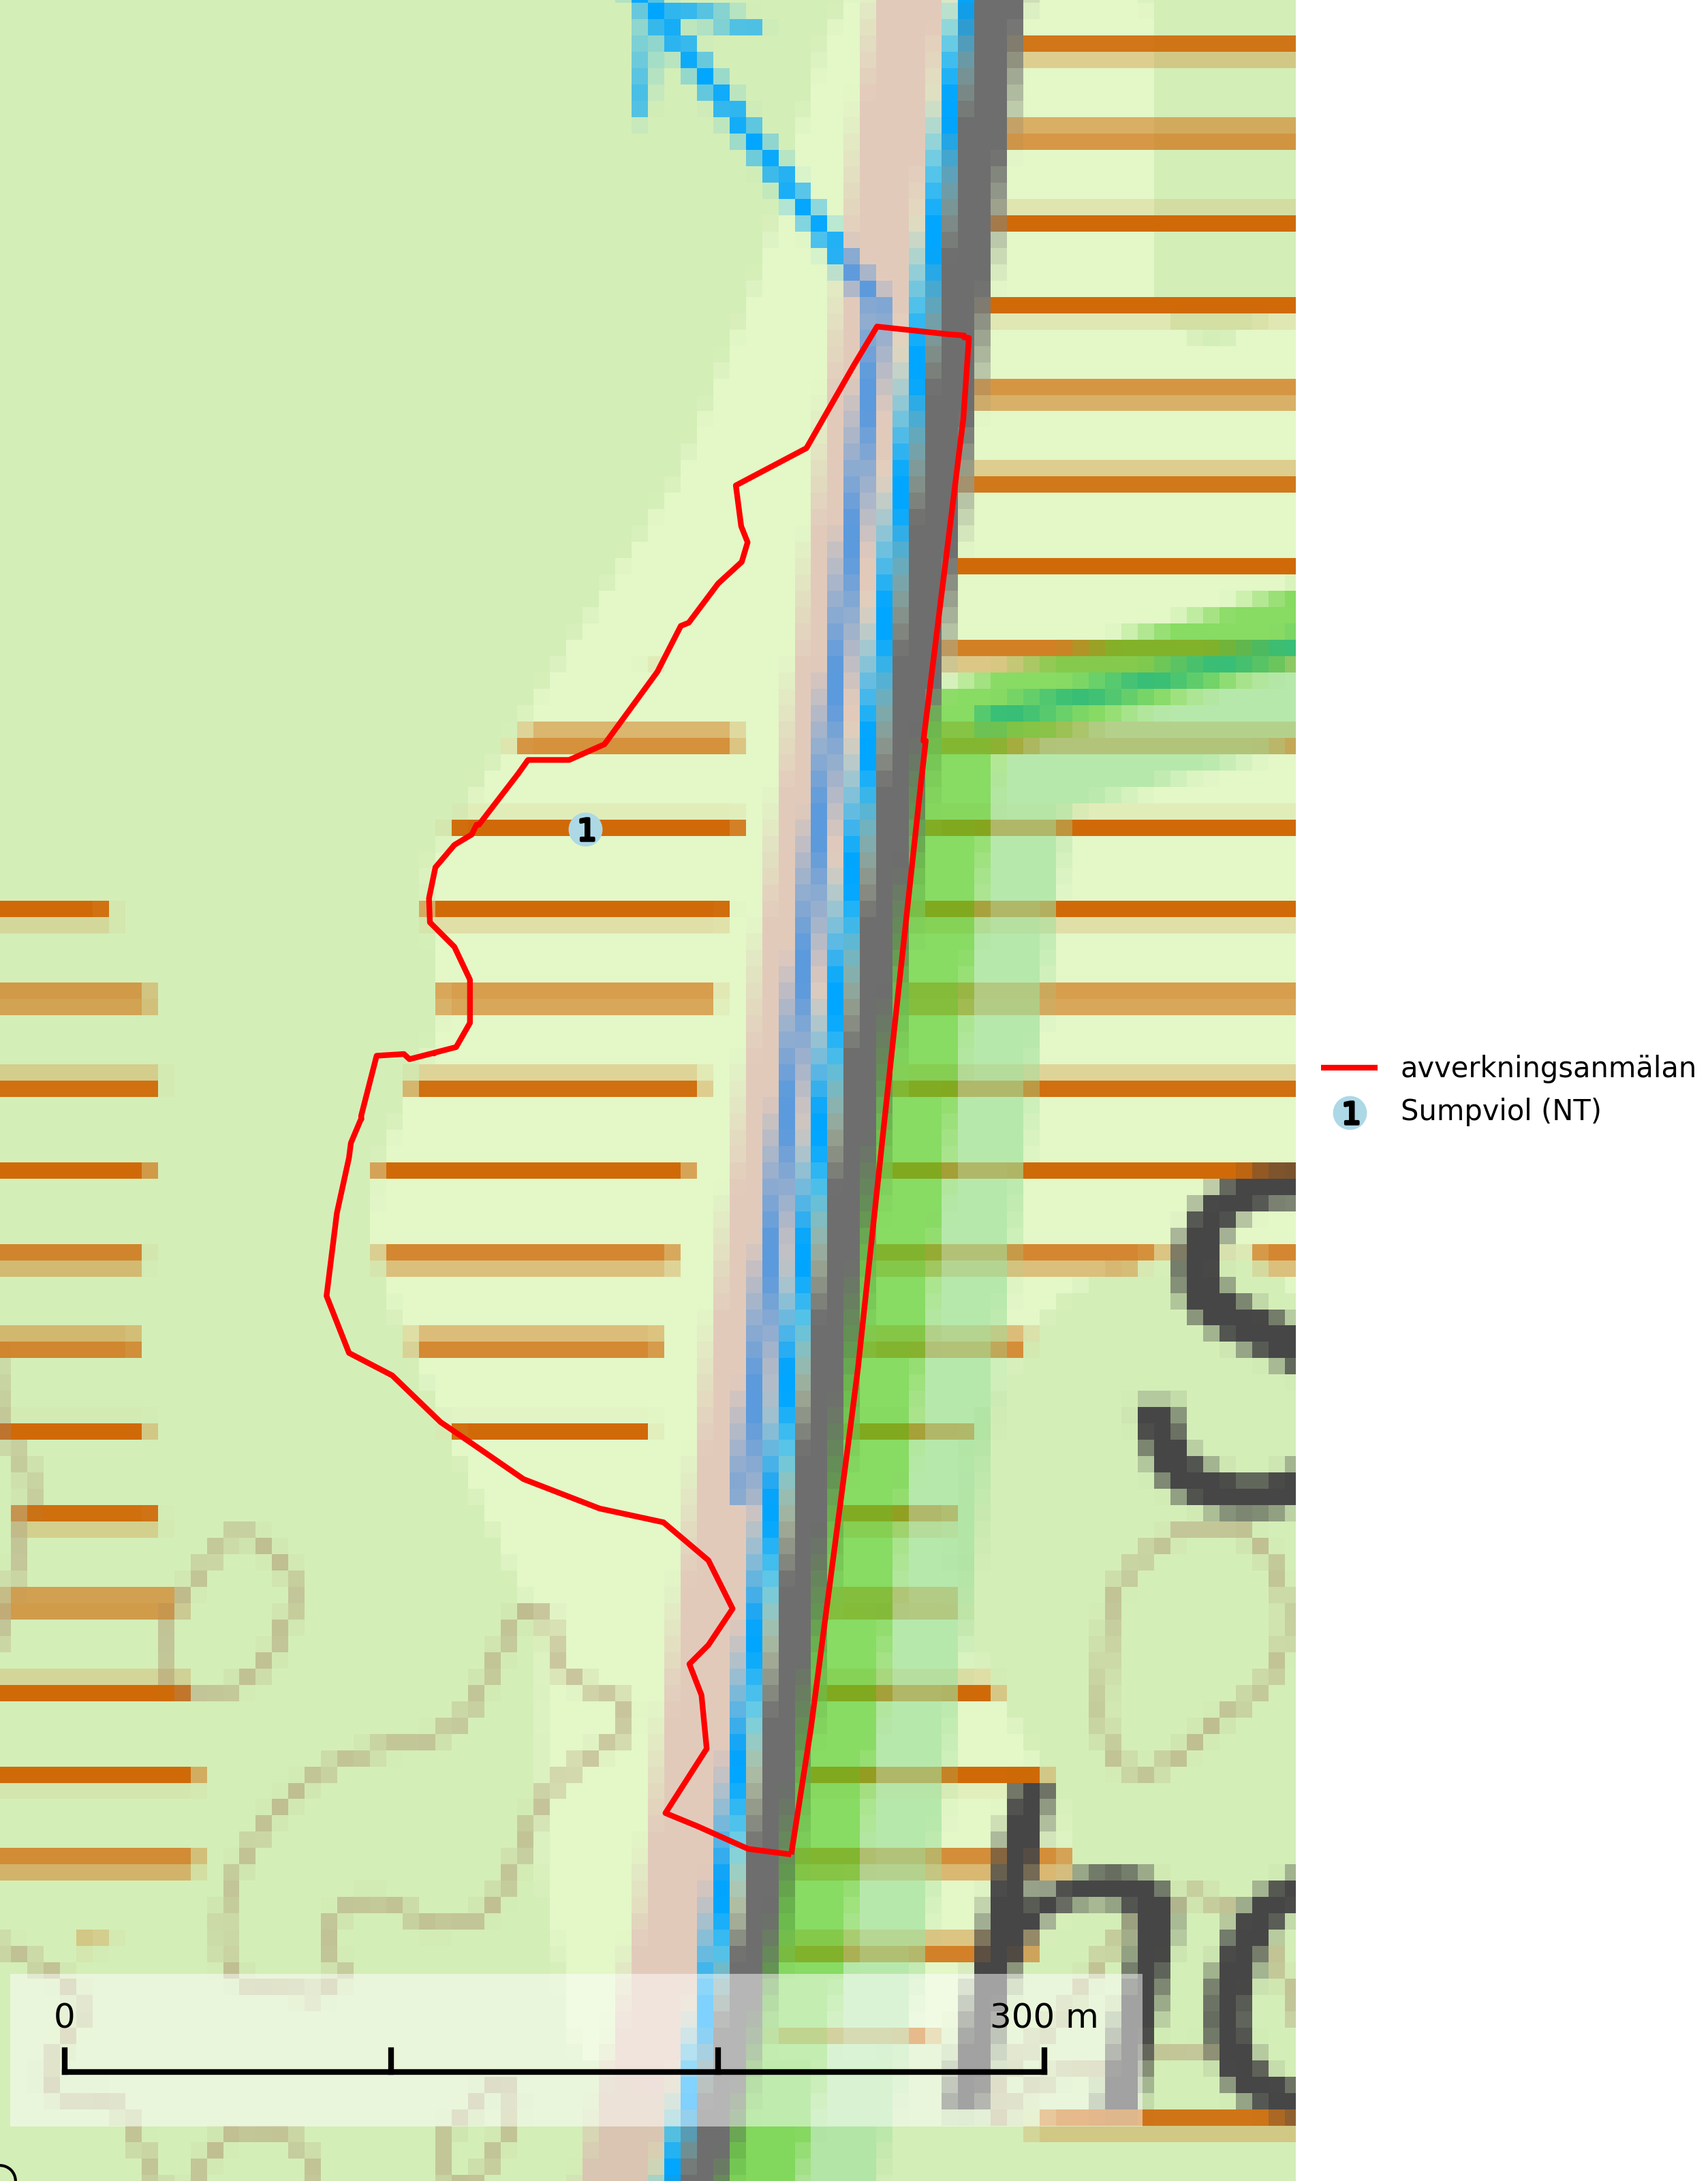 1
avverkningsanmälan
1 Sumpviol (NT)
0 300 m